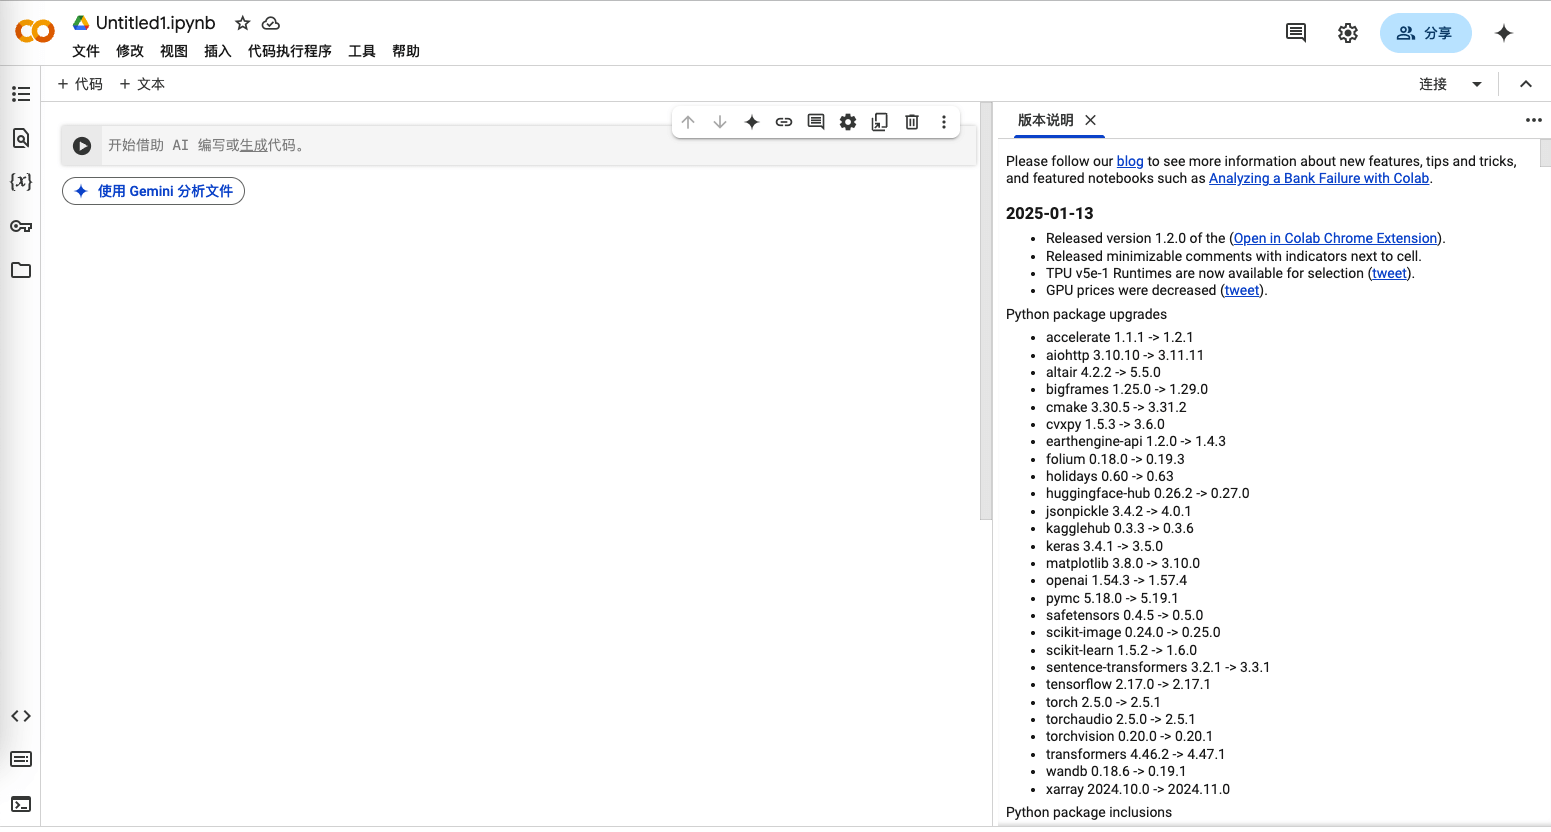 Untitled1.ipynb
文件 修改 视图 插入 代码执行程序 工具 帮助
分享
+ 代码 + 文本
连接
开始借助 AI 编写或生成代码。
使用 Gemini 分析文件
{x}
版本说明
Please follow our blog to see more information about new features, tips and tricks,
and featured notebooks such as Analyzing a Bank Failure with Colab.
2025-01-13
• Released version 1.2.0 of the (Open in Colab Chrome Extension).
• Released minimizable comments with indicators next to cell.
• TPU v5e-1 Runtimes are now available for selection (tweet).
• GPU prices were decreased (tweet).
Python package upgrades
• accelerate 1.1.1 -> 1.2.1
• aiohttp 3.10.10 -> 3.11.11
• altair 4.2.2 -> 5.5.0
• bigframes 1.25.0 -> 1.29.0
• cmake 3.30.5 -> 3.31.2
• cvxpy 1.5.3 -> 3.6.0
• earthengine-api 1.2.0 -> 1.4.3
• folium 0.18.0 -> 0.19.3
• holidays 0.60 -> 0.63
• huggingface-hub 0.26.2 -> 0.27.0
• jsonpickle 3.4.2 -> 4.0.1
• kagglehub 0.3.3 -> 0.3.6
• keras 3.4.1 -> 3.5.0
• matplotlib 3.8.0 -> 3.10.0
• openai 1.54.3 -> 1.57.4
• pymc 5.18.0 -> 5.19.1
• safetensors 0.4.5 -> 0.5.0
• scikit-image 0.24.0 -> 0.25.0
• scikit-learn 1.5.2 -> 1.6.0
• sentence-transformers 3.2.1 -> 3.3.1
• tensorflow 2.17.0 -> 2.17.1
• torch 2.5.0 -> 2.5.1
• torchaudio 2.5.0 -> 2.5.1
• torchvision 0.20.0 -> 0.20.1
• transformers 4.46.2 -> 4.47.1
• wandb 0.18.6 -> 0.19.1
• xarray 2024.10.0 -> 2024.11.0
Python package inclusions